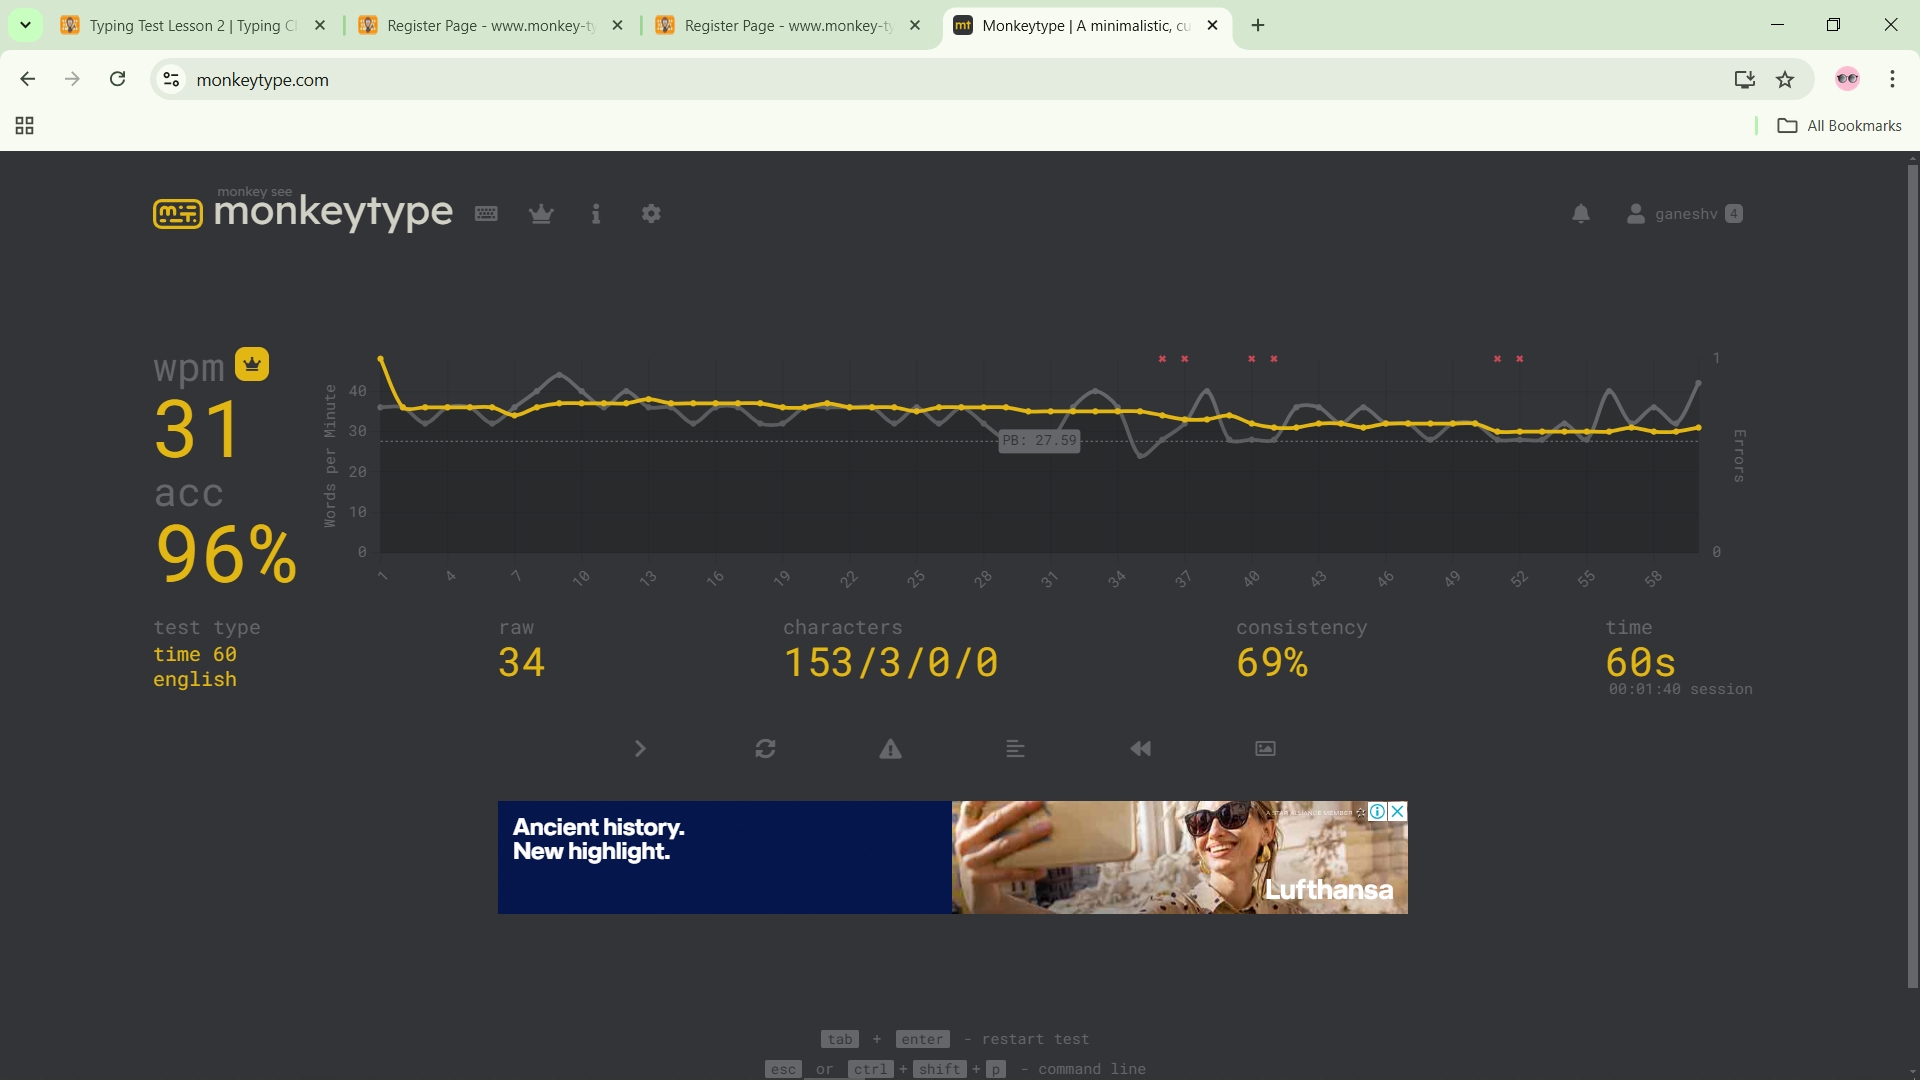 Typing Test Lesson 2 | Typing Cl
Register Page - www.monkey-ty
Register Page - www.monkey-ty
Monkeytype | A minimalistic, cu
monkeytype.com
All Bookmarks
monkey see
monkeytype
ganeshv 4
wpm
31
acc
96%
Words per Minute
40
30
20
10
0
PB: 27.59
1
0
Errors
1 4 7 10 13 16 19 22 25 28 31 34 37 40 43 46 49 52 55 58
test type
time 60
english
raw
34
characters
153/3/0/0
consistency
69%
time
60s
00:01:40 session
Ancient history.
New highlight.
A STAR ALLIANCE MEMBER
Lufthansa
tab + enter - restart test
esc or ctrl + shift + p - command line